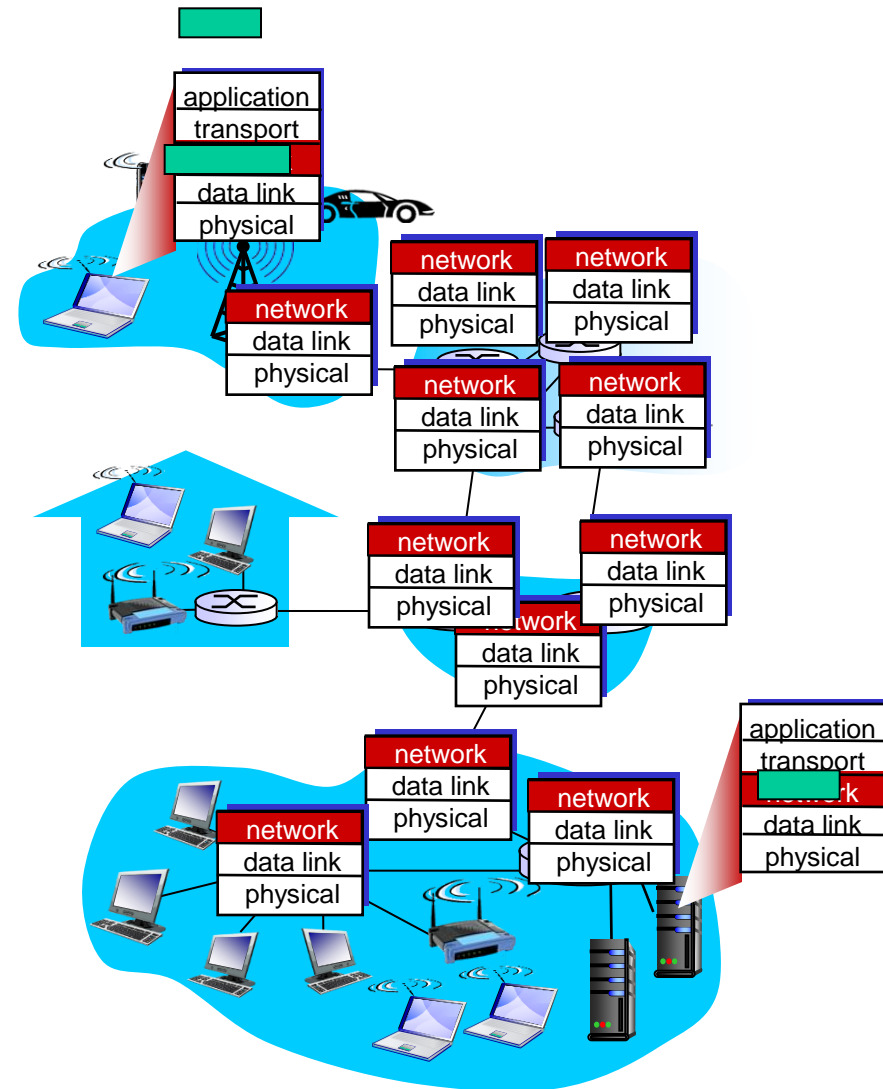 application
transport
data link
physical
network
data link
physical
network
data link
physical
network
data link
physical
network
data link
physical
network
data link
physical
network
data link
physical
network
data link
physical
network
data link
physical
application
transport
data link
physical
network
data link
physical
network
data link
physical
network
data link
physical